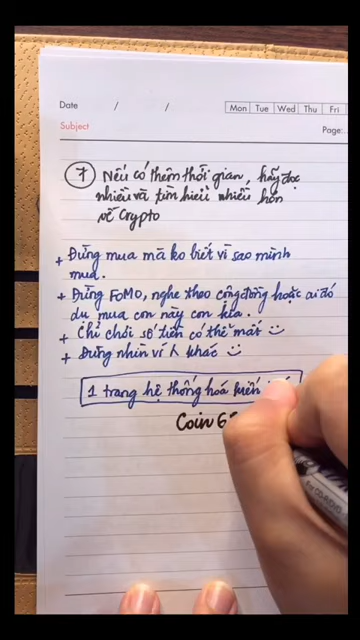 Date / /
Mon Tue Wed Thu Fri
Subject
Page:
7 Nếu có thêm thời gian, hãy đọc
nhiều và tìm hiểu nhiều hơn
về Crypto
+ Đừng mua mà ko biết vì sao mình
mua.
+ Đừng FOMO, nghe theo cộng đồng hoặc ai đó
dụ mua con này con kia.
+ Chỉ chơi số tiền có thể mất :)
+ Đừng nhìn ví khác :)
1 trang hệ thống hoá kiến
Coin 6